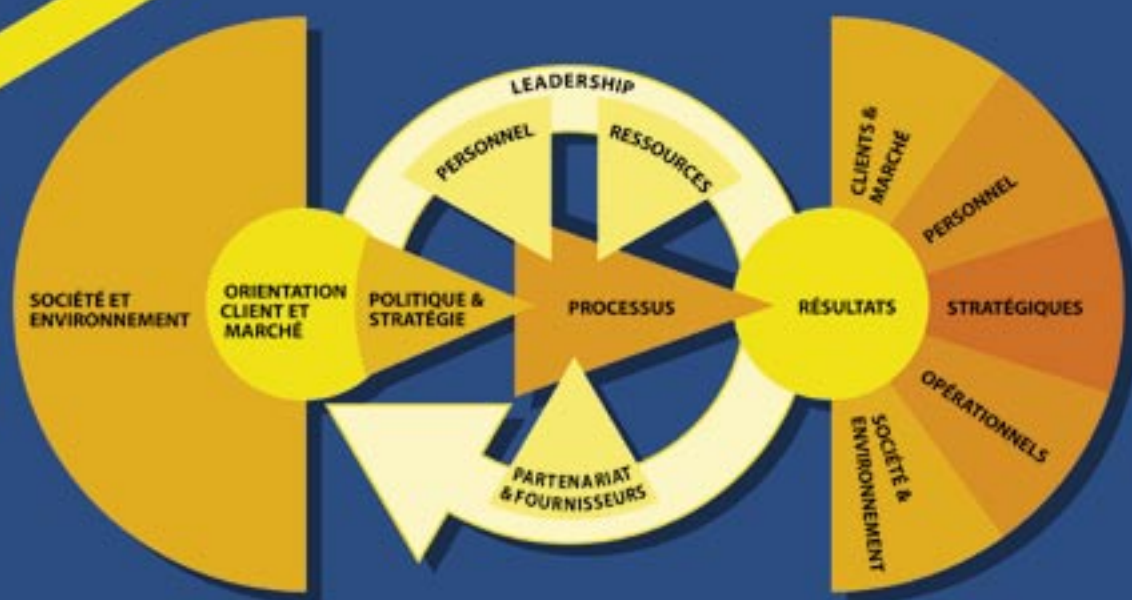 LEADERSHIP
PERSONNEL
RESSOURCES
SOCIÉTÉ ET
ENVIRONNEMENT
ORIENTATION
CLIENT ET
MARCHÉ
POLITIQUE &
STRATÉGIE
PROCESSUS
PARTENARIAT
& FOURNISSEURS
RÉSULTATS
CLIENTS &
MARCHÉ
PERSONNEL
STRATÉGIQUES
OPÉRATIONNELS
SOCIÉTÉ &
ENVIRONNEMENT